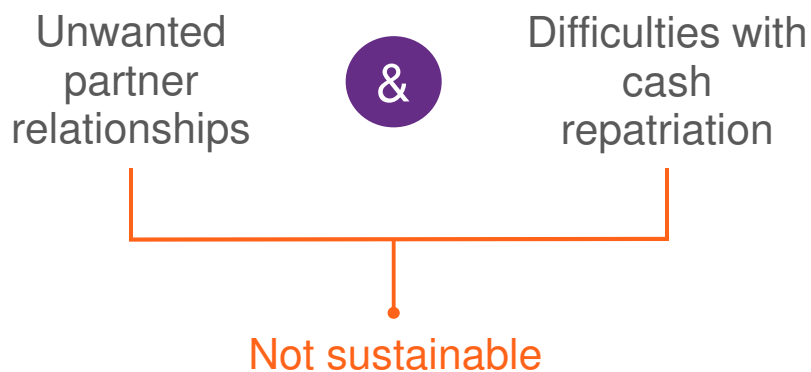 Unwanted
partner
relationships
&
Difficulties with
cash
repatriation
Not sustainable